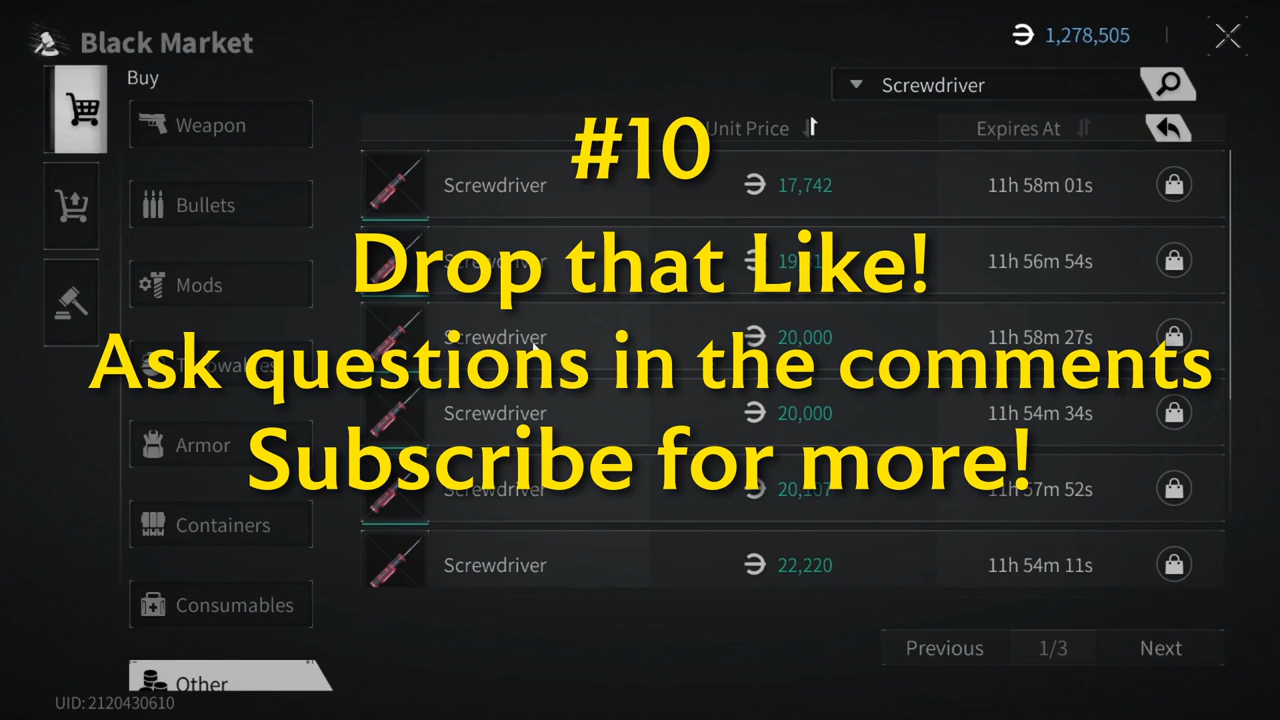 Black Market
1,278,505
Buy
Screwdriver
Weapon
Unit Price
Expires At
#10
Screwdriver 17,742 11h 58m 01s
Bullets
Drop that Like!
11h 56m 54s
Mods
Screwdriver 20,000 11h 58m 27s
Ask questions in the comments
Screwdriver 20,000 11h 54m 34s
Armor
Subscribe for more!
Screwdriver 20,107 11h 57m 52s
Containers
Screwdriver 22,220 11h 54m 11s
Consumables
Previous 1/3 Next
Other
UID: 2120430610